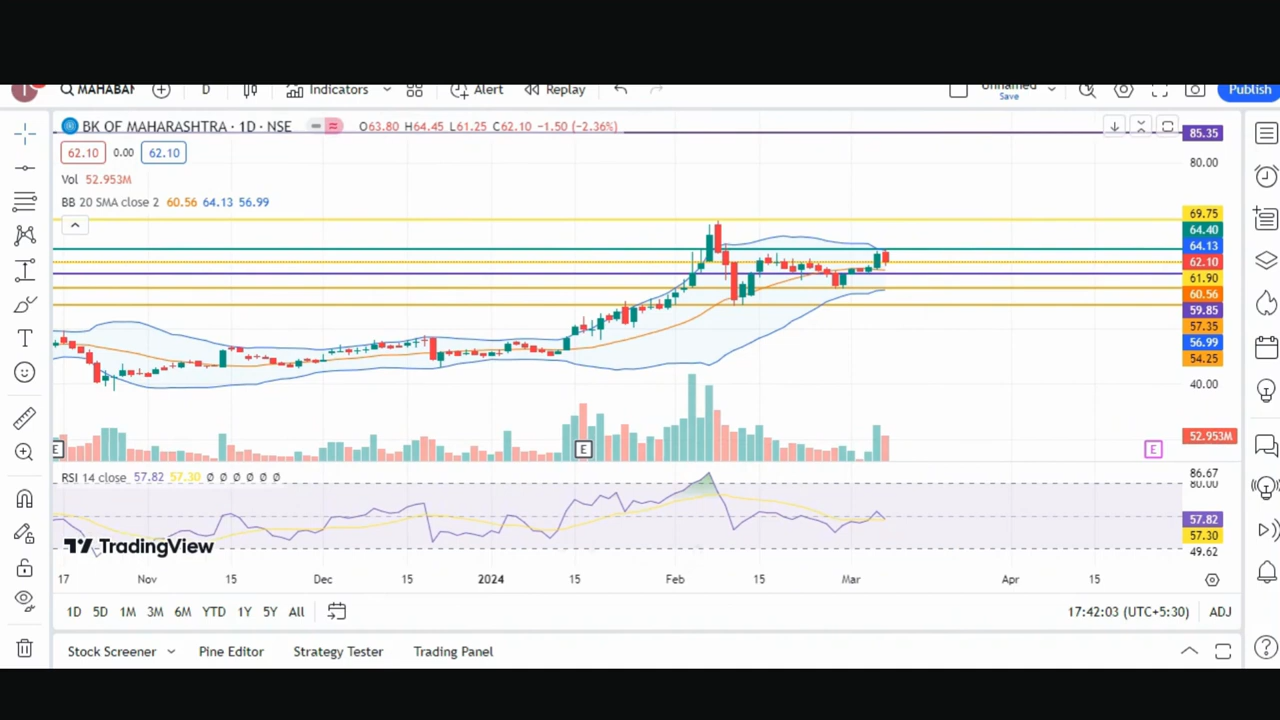 MAHABAN D Indicators Alert Replay Unnamed Save Publish
BK OF MAHARASHTRA · 1D · NSE O63.80 H64.45 L61.25 C62.10 −1.50 (−2.36%)
62.10 0.00 62.10
Vol 52.953M
BB 20 SMA close 2 60.56 64.13 56.99
85.35
80.00
69.75
64.40
64.13
62.10
61.90
60.56
59.85
57.35
56.99
54.25
40.00
52.953M
E E E
RSI 14 close 57.82 57.30 Ø Ø Ø Ø Ø Ø
86.67
80.00
57.82
57.30
49.62
TradingView
17 Nov 15 Dec 15 2024 15 Feb 15 Mar Apr 15
1D 5D 1M 3M 6M YTD 1Y 5Y All 17:42:03 (UTC+5:30) ADJ
Stock Screener Pine Editor Strategy Tester Trading Panel